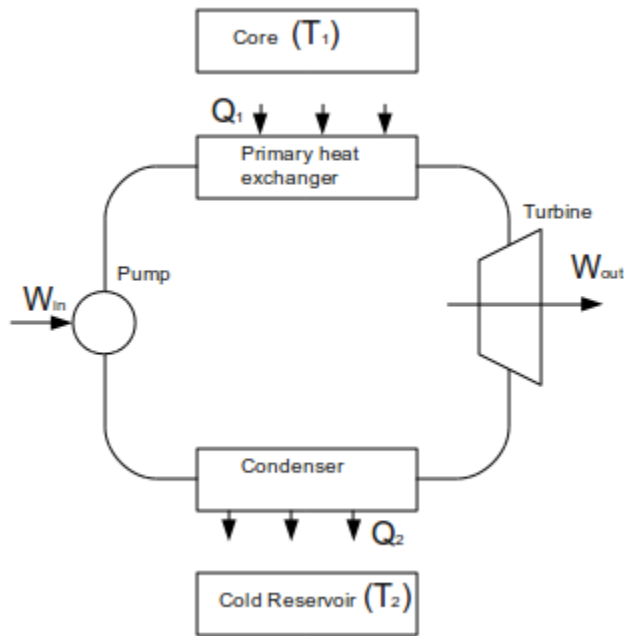 Core (T₁)
Q₁
Primary heat
exchanger
Turbine
Pump
Wout
Win
Condenser
Q₂
Cold Reservoir (T₂)